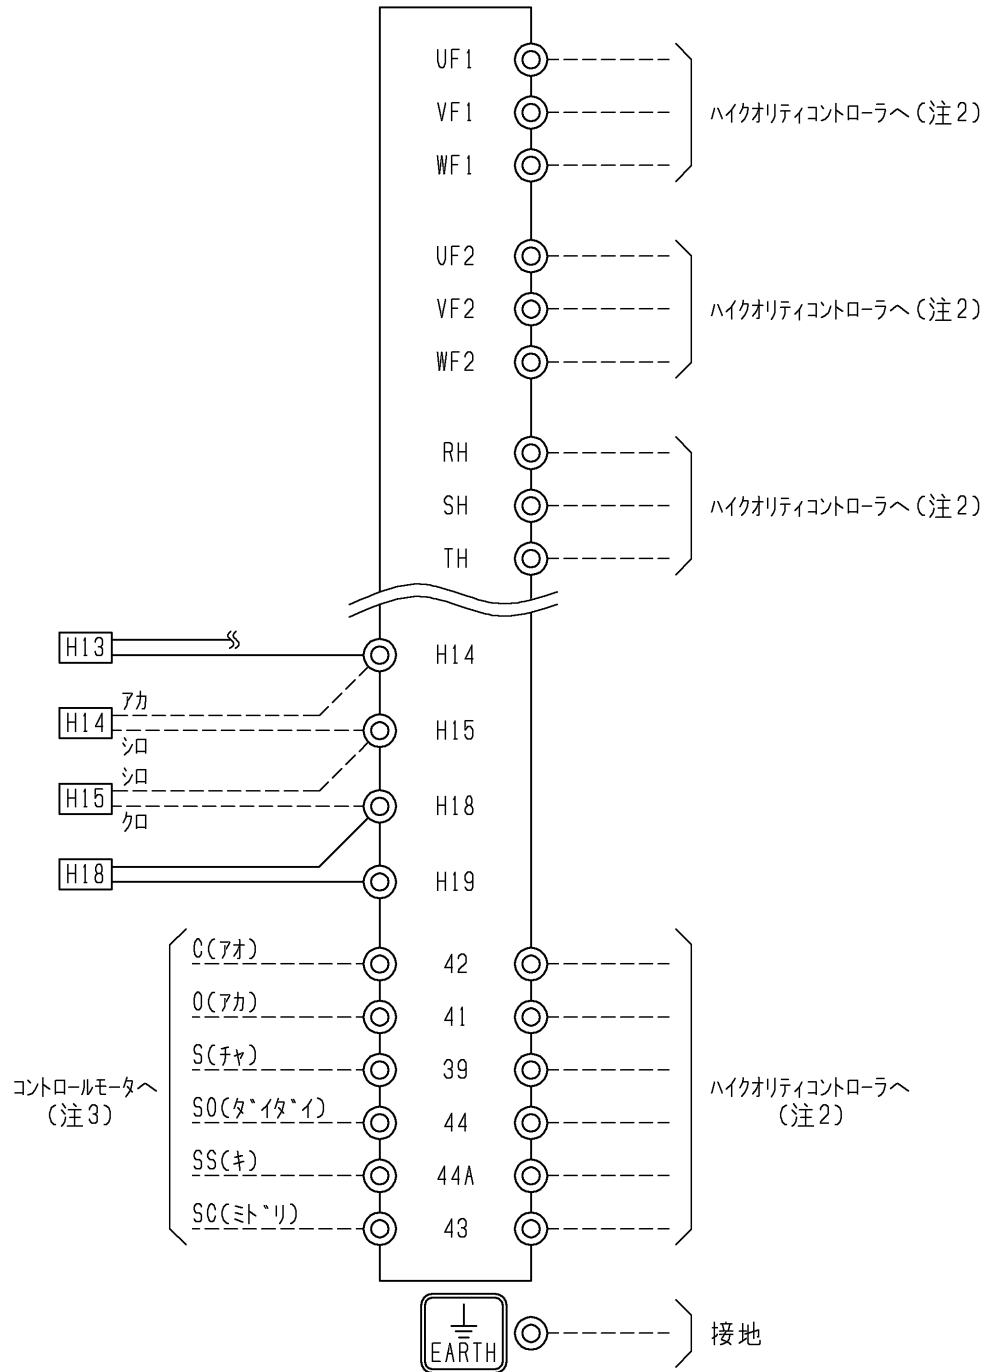 UF1
VF1
ハイクオリティコントローラへ(注2)
WF1
UF2
VF2
ハイクオリティコントローラへ(注2)
WF2
RH
SH
ハイクオリティコントローラへ(注2)
TH
H13
H14
アカ
H14
シロ
H15
シロ
H15
クロ
H18
H18
H19
C(アオ)
42
O(アカ)
41
S(チャ)
39
コントロールモータへ
(注3)
ハイクオリティコントローラへ
(注2)
SO(ダイダイ)
44
SS(キ)
44A
SC(ミドリ)
43
EARTH
接地